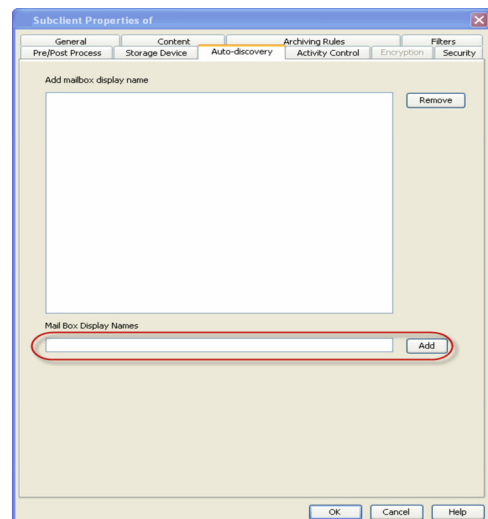 Subclient Properties of
General Content Archiving Rules Filters
Pre/Post Process Storage Device Auto-discovery Activity Control Encryption Security
Add mailbox display name
Remove
Mail Box Display Names
Add
OK Cancel Help